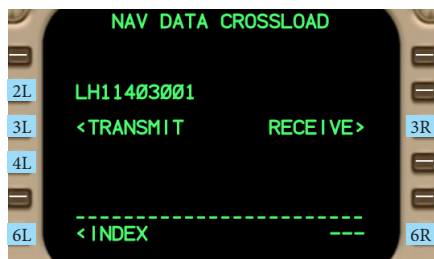 NAV DATA CROSSLOAD
2L LH11403001
3L <TRANSMIT RECEIVE> 3R
4L
------------------------
6L <INDEX --- 6R